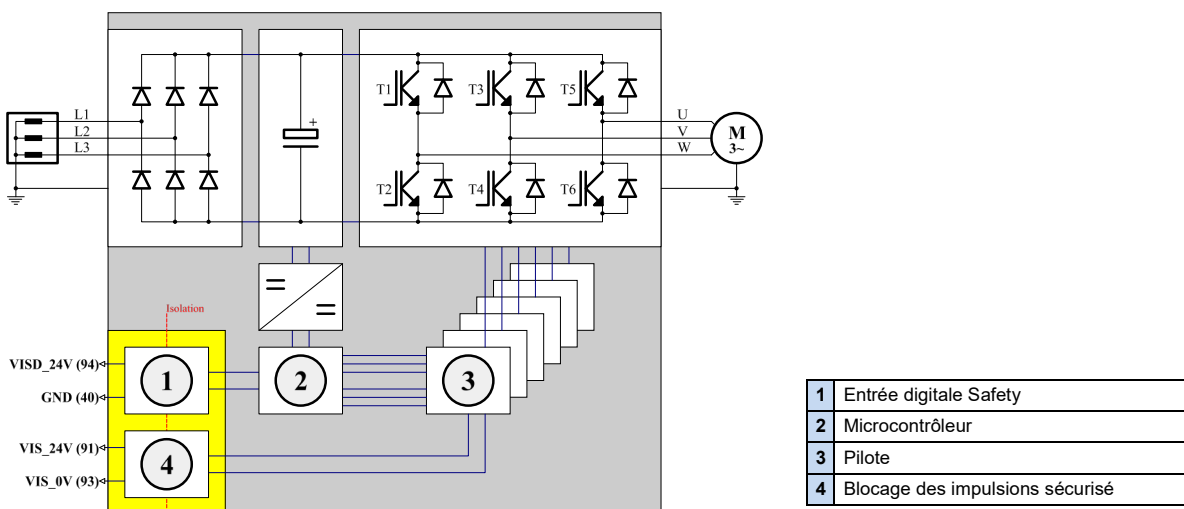 L1
L2
L3
+
T1
T3
T5
T2
T4
T6
U
V
W
M
3~
Isolation
VISD_24V (94)
GND (40)
VIS_24V (91)
VIS_0V (93)
1
2
3
4
1 Entrée digitale Safety
2 Microcontrôleur
3 Pilote
4 Blocage des impulsions sécurisé